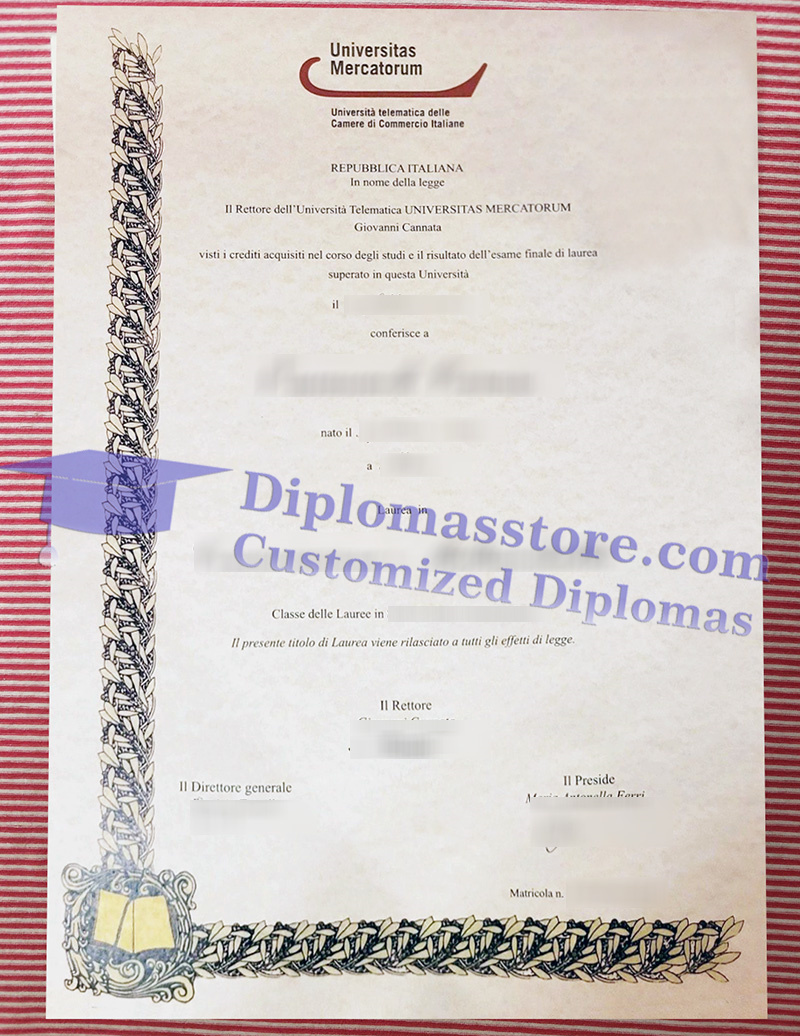 Universitas
Mercatorum
Università telematica delle
Camere di Commercio Italiane
REPUBBLICA ITALIANA
In nome della legge
Il Rettore dell'Università Telematica UNIVERSITAS MERCATORUM
Giovanni Cannata
visti i crediti acquisiti nel corso degli studi e il risultato dell'esame finale di laurea
superato in questa Università
il
conferisce a
nato il .
a
Laurea in
Diplomasstore.com
Customized Diplomas
Classe delle Lauree in
Il presente titolo di Laurea viene rilasciato a tutti gli effetti di legge.
Il Rettore
Il Direttore generale
Il Preside
Maria Antonella Ferri
Matricola n.